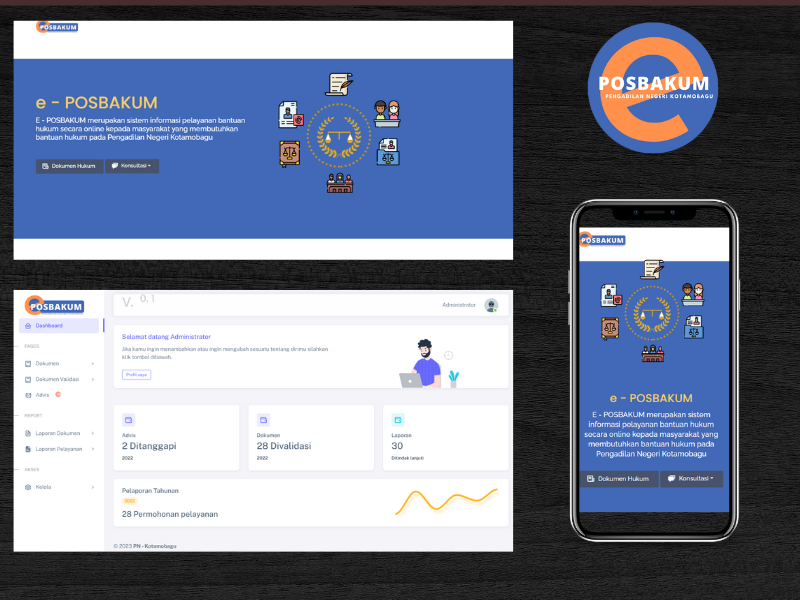 POSBAKUM
e - POSBAKUM
E - POSBAKUM merupakan sistem informasi pelayanan bantuan
hukum secara online kepada masyarakat yang membutuhkan
bantuan hukum pada Pengadilan Negeri Kotamobagu
Dokumen Hukum
Konsultasi
POSBAKUM
PENGADILAN NEGERI KOTAMOBAGU
POSBAKUM
Dashboard
PAGES
Dokumen
Dokumen Validasi
Advis
REPORT
Laporan Dokumen
Laporan Pelayanan
AKSES
Kelola
V. 0.1
Administrator
Selamat datang Administrator
Jika kamu ingin menambahkan atau ingin mengubah sesuatu tentang dirimu silahkan
klik tombol dibawah.
Profil saya
Advis
2 Ditanggapi
2022
Dokumen
28 Divalidasi
2022
Laporan
30
Ditindak lanjuti
Pelaporan Tahunan
2022
28 Permohonan pelayanan
© 2023 PN - Kotamobagu
POSBAKUM
e - POSBAKUM
E - POSBAKUM merupakan sistem
informasi pelayanan bantuan hukum
secara online kepada masyarakat yang
membutuhkan bantuan hukum pada
Pengadilan Negeri Kotamobagu
Dokumen Hukum
Konsultasi